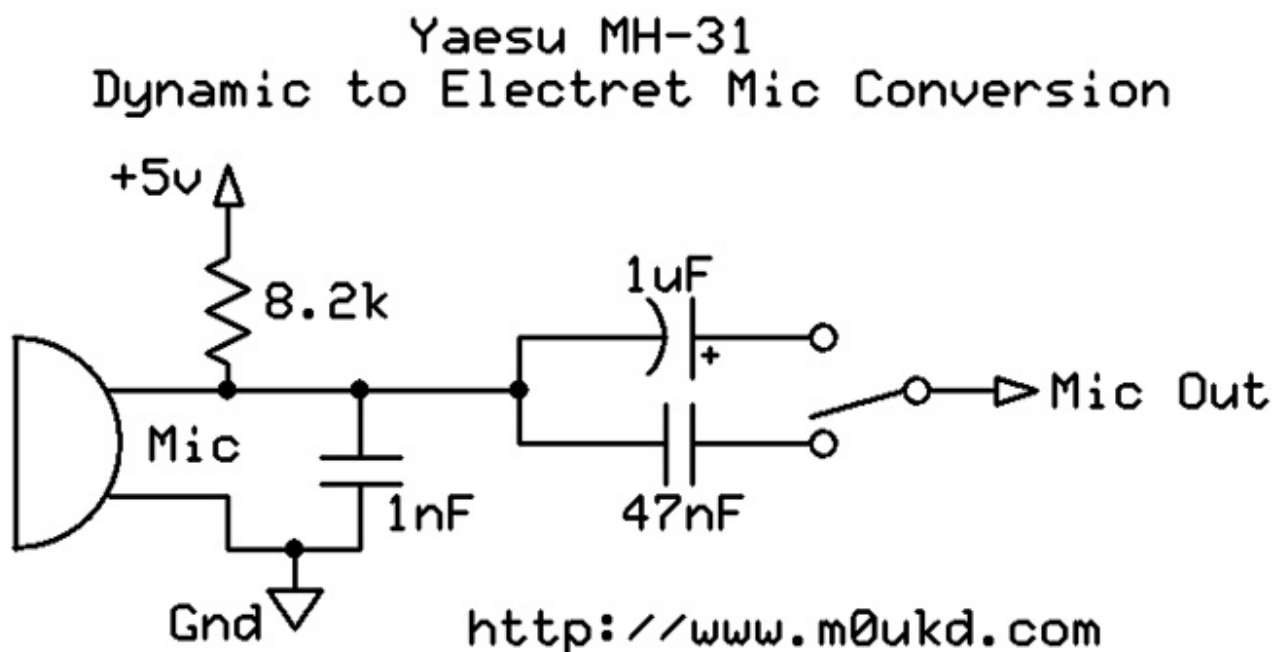 Yaesu MH-31
Dynamic to Electret Mic Conversion
+5v
8.2k
1uF
+
Mic Out
Mic
1nF
47nF
Gnd
http://www.m0ukd.com